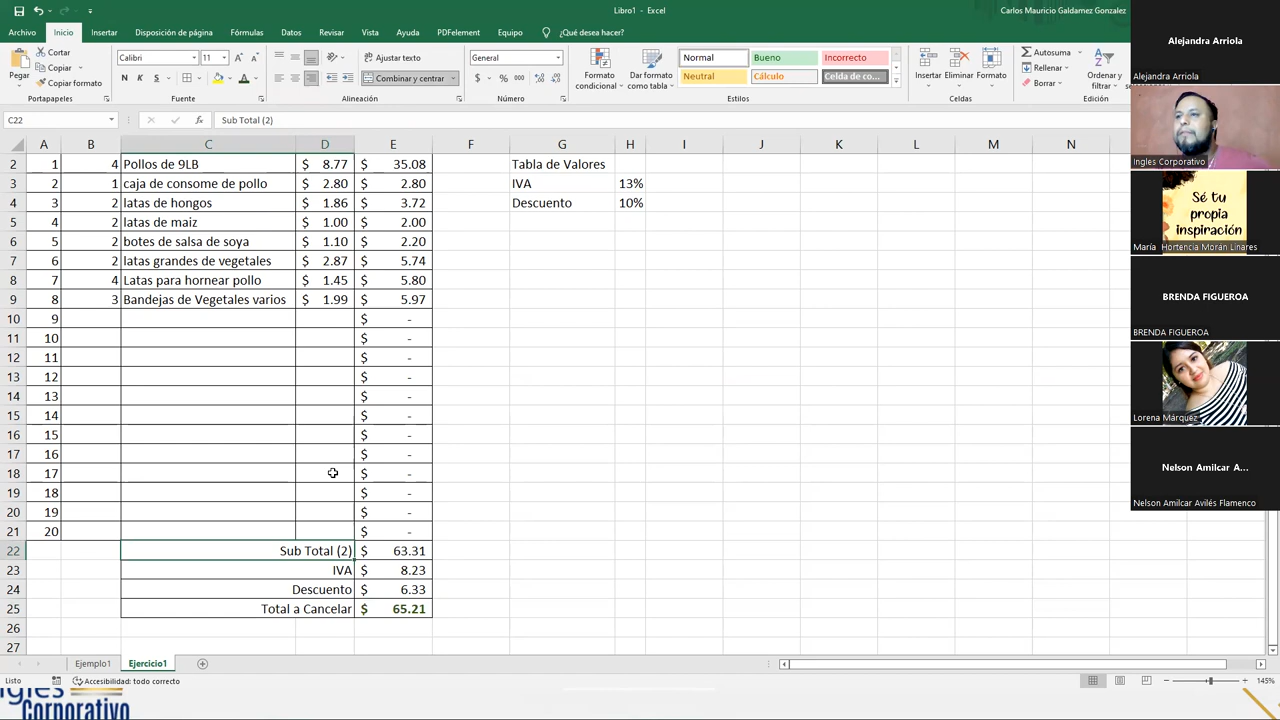 Libro1 - Excel
Carlos Mauricio Galdamez Gonzalez
Archivo Inicio Insertar Disposición de página Fórmulas Datos Revisar Vista Ayuda PDFelement Equipo ¿Qué desea hacer?
Pegar
Cortar
Copiar
Copiar formato
Portapapeles
Calibri 11
N K S
Fuente
Ajustar texto
Combinar y centrar
Alineación
General
$ % 000
Número
Formato condicional
Dar formato como tabla
Normal Bueno Incorrecto
Neutral Cálculo Celda de co...
Estilos
Insertar Eliminar Formato
Celdas
Autosuma
Rellenar
Borrar
Ordenar y filtrar
Edición
C22 fx Sub Total (2)
A B C D E F G H I J K L M N
2 1 4 Pollos de 9LB $ 8.77 $ 35.08 Tabla de Valores
3 2 1 caja de consome de pollo $ 2.80 $ 2.80 IVA 13%
4 3 2 latas de hongos $ 1.86 $ 3.72 Descuento 10%
5 4 2 latas de maiz $ 1.00 $ 2.00
6 5 2 botes de salsa de soya $ 1.10 $ 2.20
7 6 2 latas grandes de vegetales $ 2.87 $ 5.74
8 7 4 Latas para hornear pollo $ 1.45 $ 5.80
9 8 3 Bandejas de Vegetales varios $ 1.99 $ 5.97
10 9 $ -
11 10 $ -
12 11 $ -
13 12 $ -
14 13 $ -
15 14 $ -
16 15 $ -
17 16 $ -
18 17 $ -
19 18 $ -
20 19 $ -
21 20 $ -
22 Sub Total (2) $ 63.31
23 IVA $ 8.23
24 Descuento $ 6.33
25 Total a Cancelar $ 65.21
26
27
Ejemplo1 Ejercicio1
Listo Accesibilidad: todo correcto 145%
Ingles
Corporativo
Alejandra Arriola
Alejandra Arriola
Ingles Corporativo
Sé tu
propia
inspiración
María Hortencia Morán Linares
BRENDA FIGUEROA
BRENDA FIGUEROA
Lorena Márquez
Nelson Amilcar A...
Nelson Amilcar Avilés Flamenco